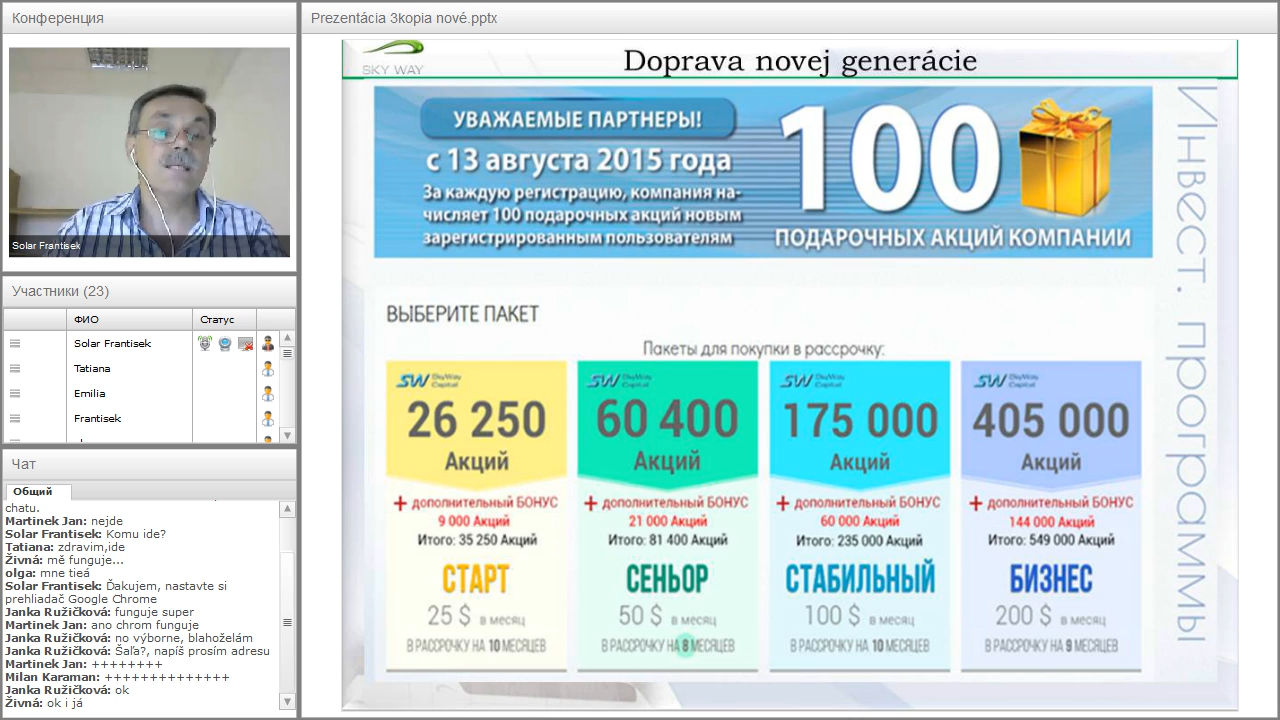 Конференция
Solar Frantisek
Участники (23)
ФИО
Статус
Solar Frantisek
Tatiana
Emilia
Frantisek
Чат
Общий
chatu.
Martinek Jan: nejde
Solar Frantisek: Komu ide?
Tatiana: zdravim,ide
Živná: mě funguje...
olga: mne tieä
Solar Frantisek: Ďakujem, nastavte si
prehliadač Google Chrome
Janka Ružičková: funguje super
Martinek Jan: ano chrom funguje
Janka Ružičková: no výborne, blahoželám
Janka Ružičková: Šaľa?, napíš prosím adresu
Martinek Jan: ++++++++
Milan Karaman: ++++++++++++++
Janka Ružičková: ok
Živná: ok i já
Prezentácia 3kopia nové.pptx
SKY WAY
Doprava novej generácie
УВАЖАЕМЫЕ ПАРТНЕРЫ!
с 13 августа 2015 года
За каждую регистрацию, компания на-
числяет 100 подарочных акций новым
зарегистрированным пользователям
100
ПОДАРОЧНЫХ АКЦИЙ КОМПАНИИ
Инвест. программы
ВЫБЕРИТЕ ПАКЕТ
Пакеты для покупки в рассрочку:
SW SkyWay Capital
26 250
Акций
+ дополнительный БОНУС
9 000 Акций
Итого: 35 250 Акций
СТАРТ
25 $ в месяц
В РАССРОЧКУ НА 10 МЕСЯЦЕВ
SW SkyWay Capital
60 400
Акций
+ дополнительный БОНУС
21 000 Акций
Итого: 81 400 Акций
СЕНЬОР
50 $ в месяц
В РАССРОЧКУ НА 8 МЕСЯЦЕВ
SW SkyWay Capital
175 000
Акций
+ дополнительный БОНУС
60 000 Акций
Итого: 235 000 Акций
СТАБИЛЬНЫЙ
100 $ в месяц
В РАССРОЧКУ НА 10 МЕСЯЦЕВ
SW SkyWay Capital
405 000
Акций
+ дополнительный БОНУС
144 000 Акций
Итого: 549 000 Акций
БИЗНЕС
200 $ в месяц
В РАССРОЧКУ НА 9 МЕСЯЦЕВ